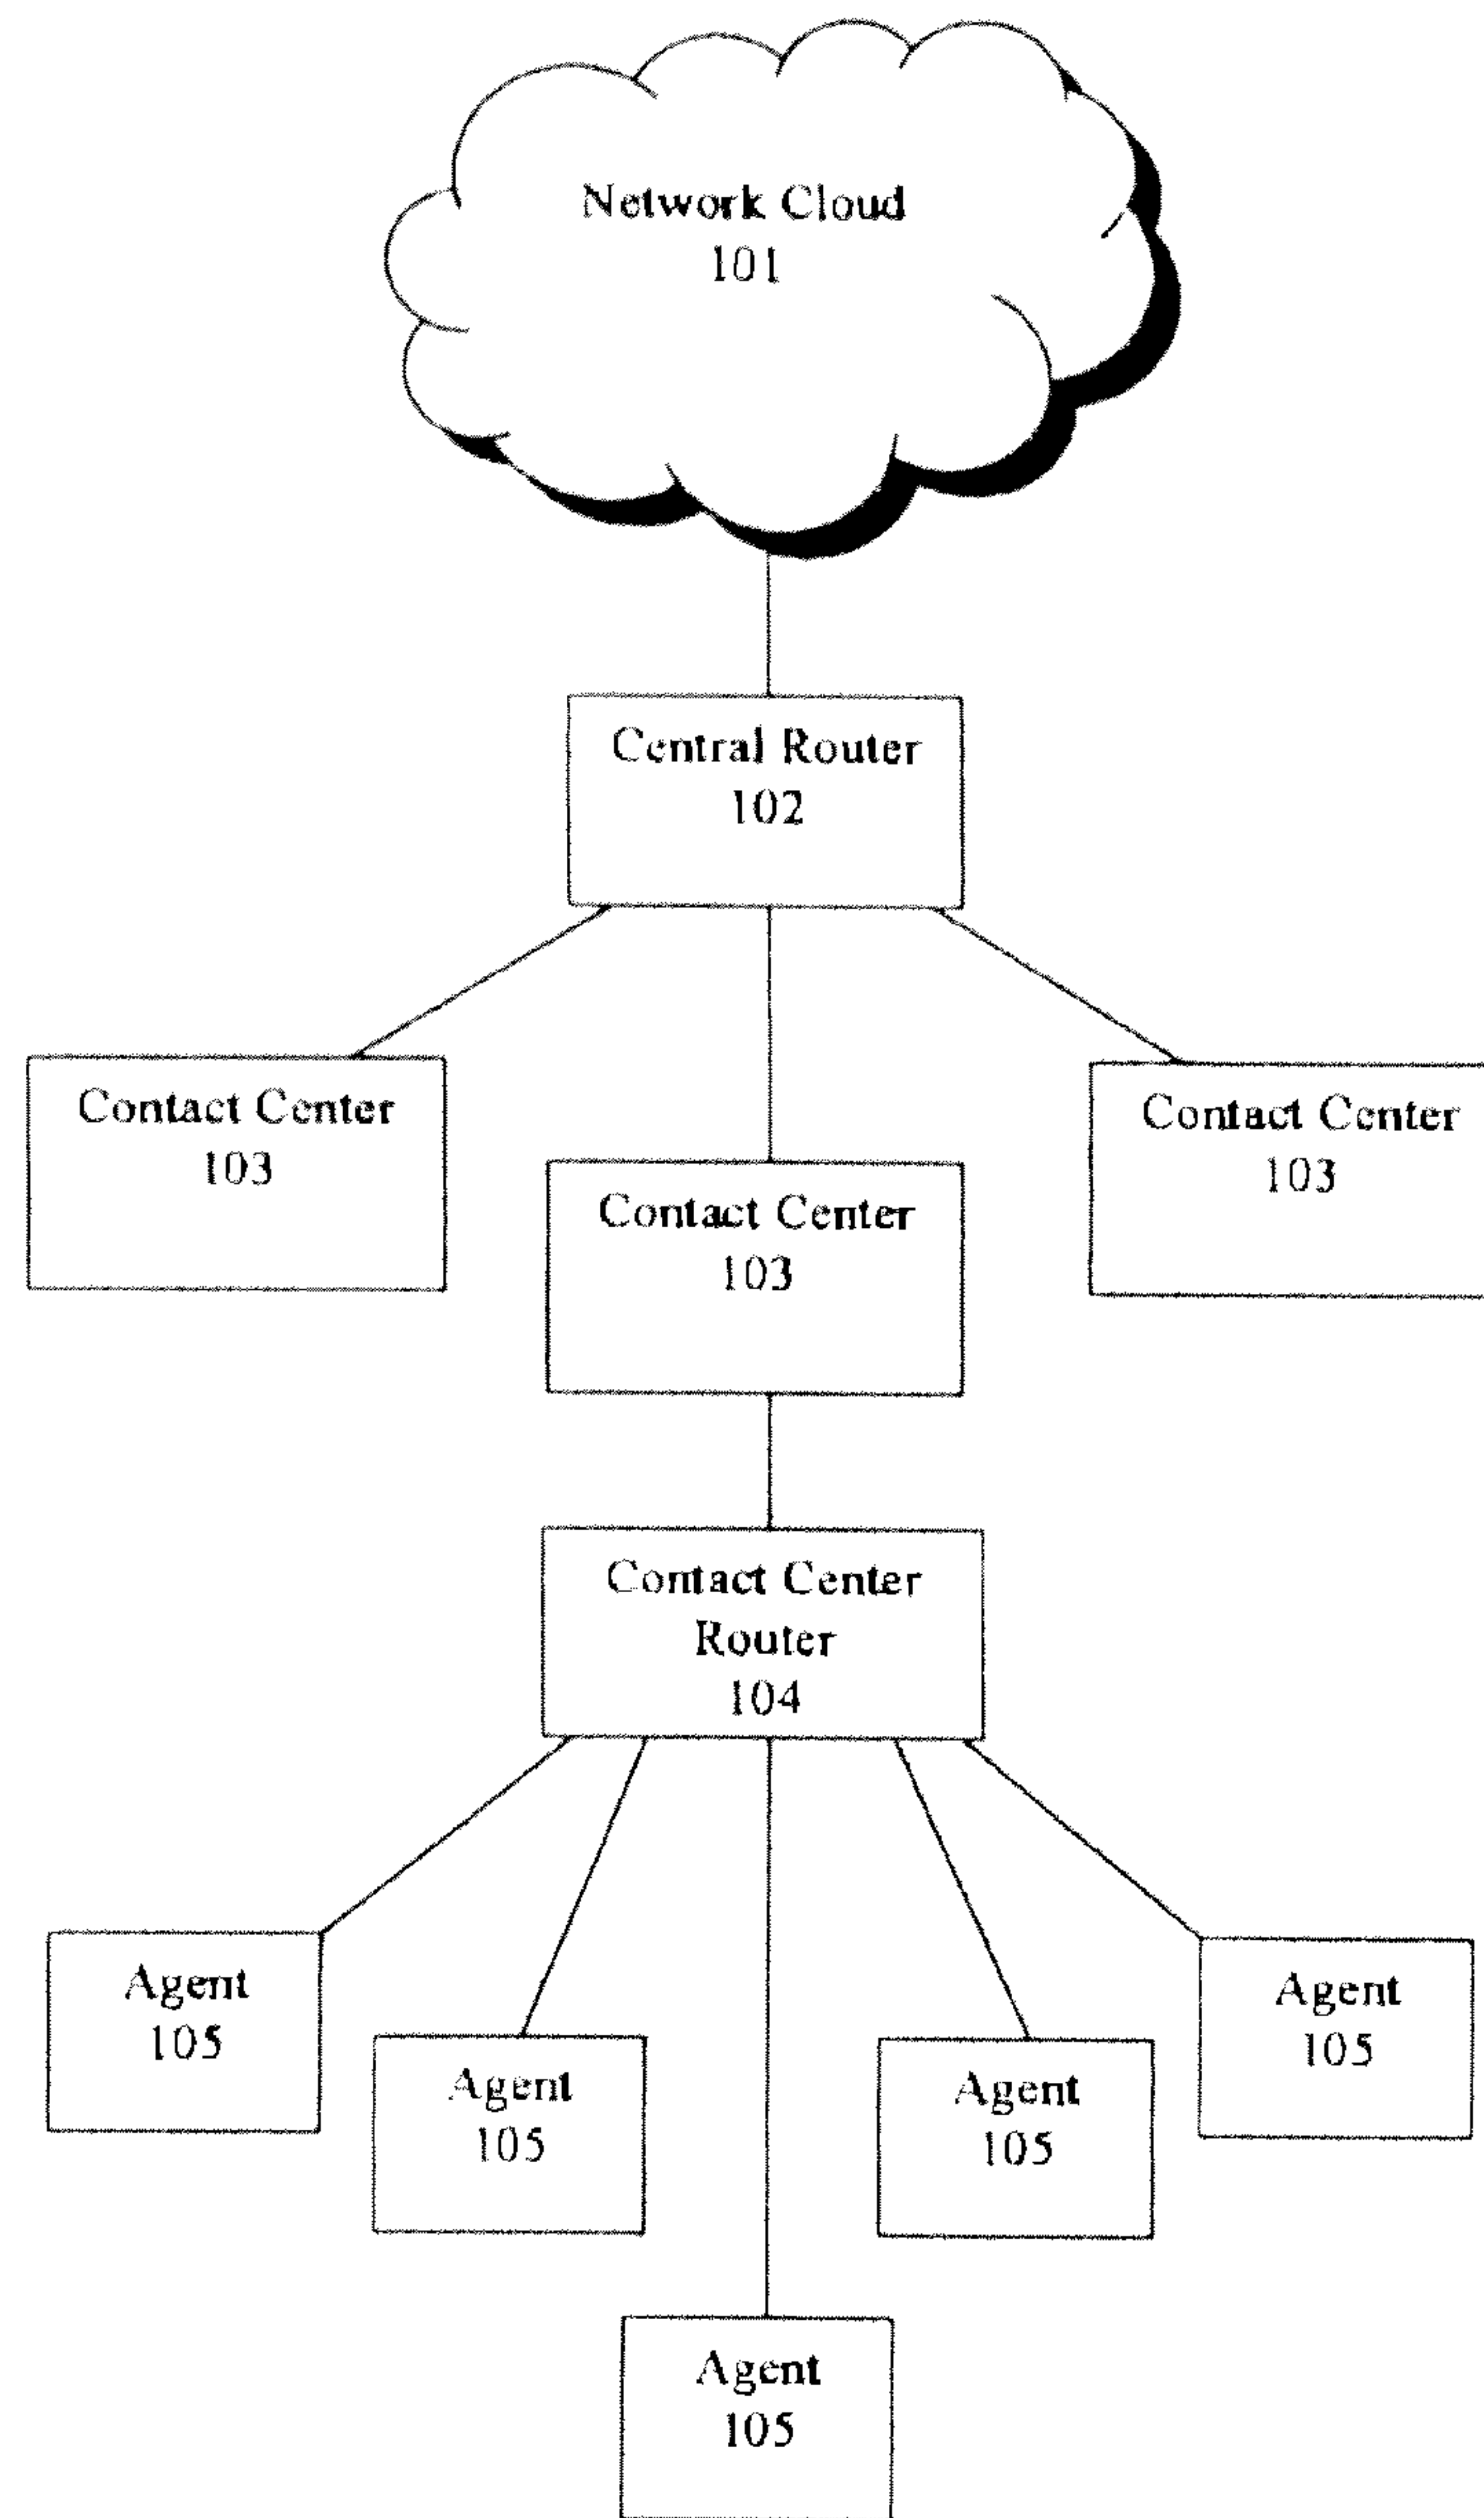 Network Cloud
101
Central Router
102
Contact Center
103
Contact Center
103
Contact Center
103
Contact Center
Router
104
Agent
105
Agent
105
Agent
105
Agent
105
Agent
105